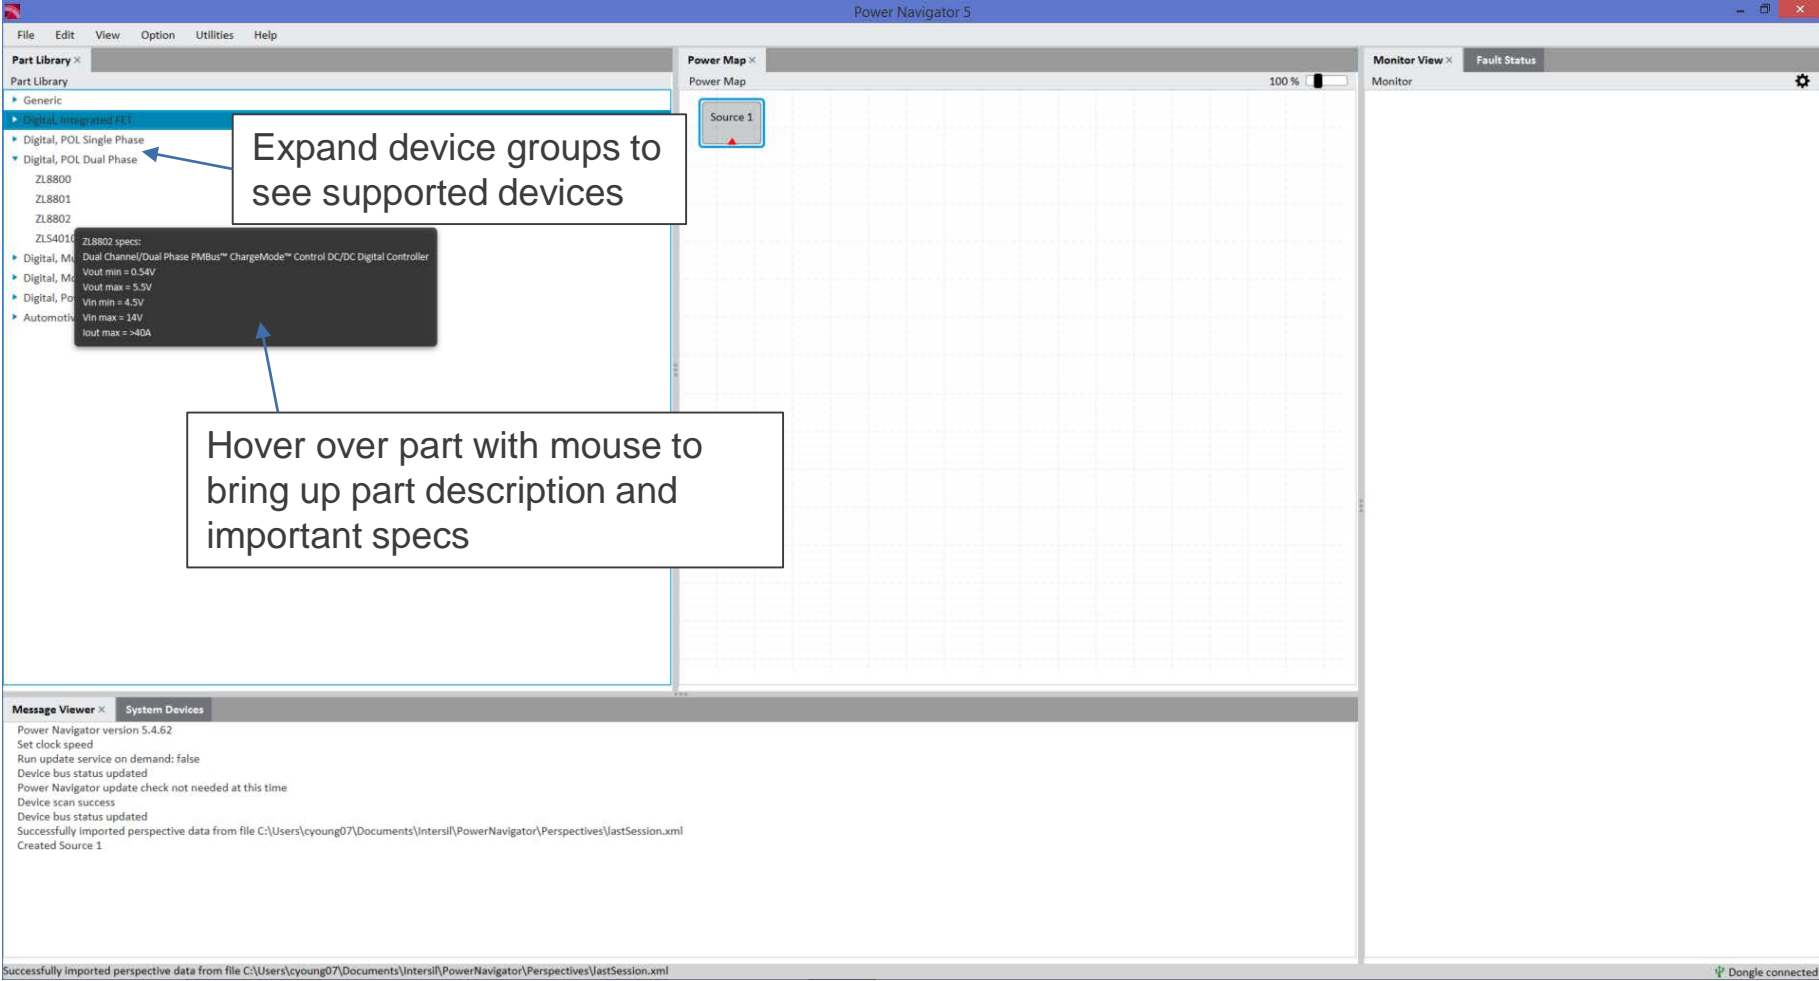 Power Navigator 5
File Edit View Option Utilities Help
Part Library
Part Library
Generic
Digital, Integrated FET
Digital, POL Single Phase
Digital, POL Dual Phase
ZL8800
ZL8801
ZL8802
ZLS4010
Digital, Mu
Digital, Mo
Digital, Po
Automotiv
Expand device groups to
see supported devices
ZL8802 specs:
Dual Channel/Dual Phase PMBus™ ChargeMode™ Control DC/DC Digital Controller
Vout min = 0.54V
Vout max = 5.5V
Vin min = 4.5V
Vin max = 14V
Iout max = >40A
Hover over part with mouse to
bring up part description and
important specs
Power Map
Power Map 100 %
Source 1
Monitor View Fault Status
Monitor
Message Viewer System Devices
Power Navigator version 5.4.62
Set clock speed
Run update service on demand: false
Device bus status updated
Power Navigator update check not needed at this time
Device scan success
Device bus status updated
Successfully imported perspective data from file C:\Users\cyoung07\Documents\Intersil\PowerNavigator\Perspectives\lastSession.xml
Created Source 1
Successfully imported perspective data from file C:\Users\cyoung07\Documents\Intersil\PowerNavigator\Perspectives\lastSession.xml
Dongle connected